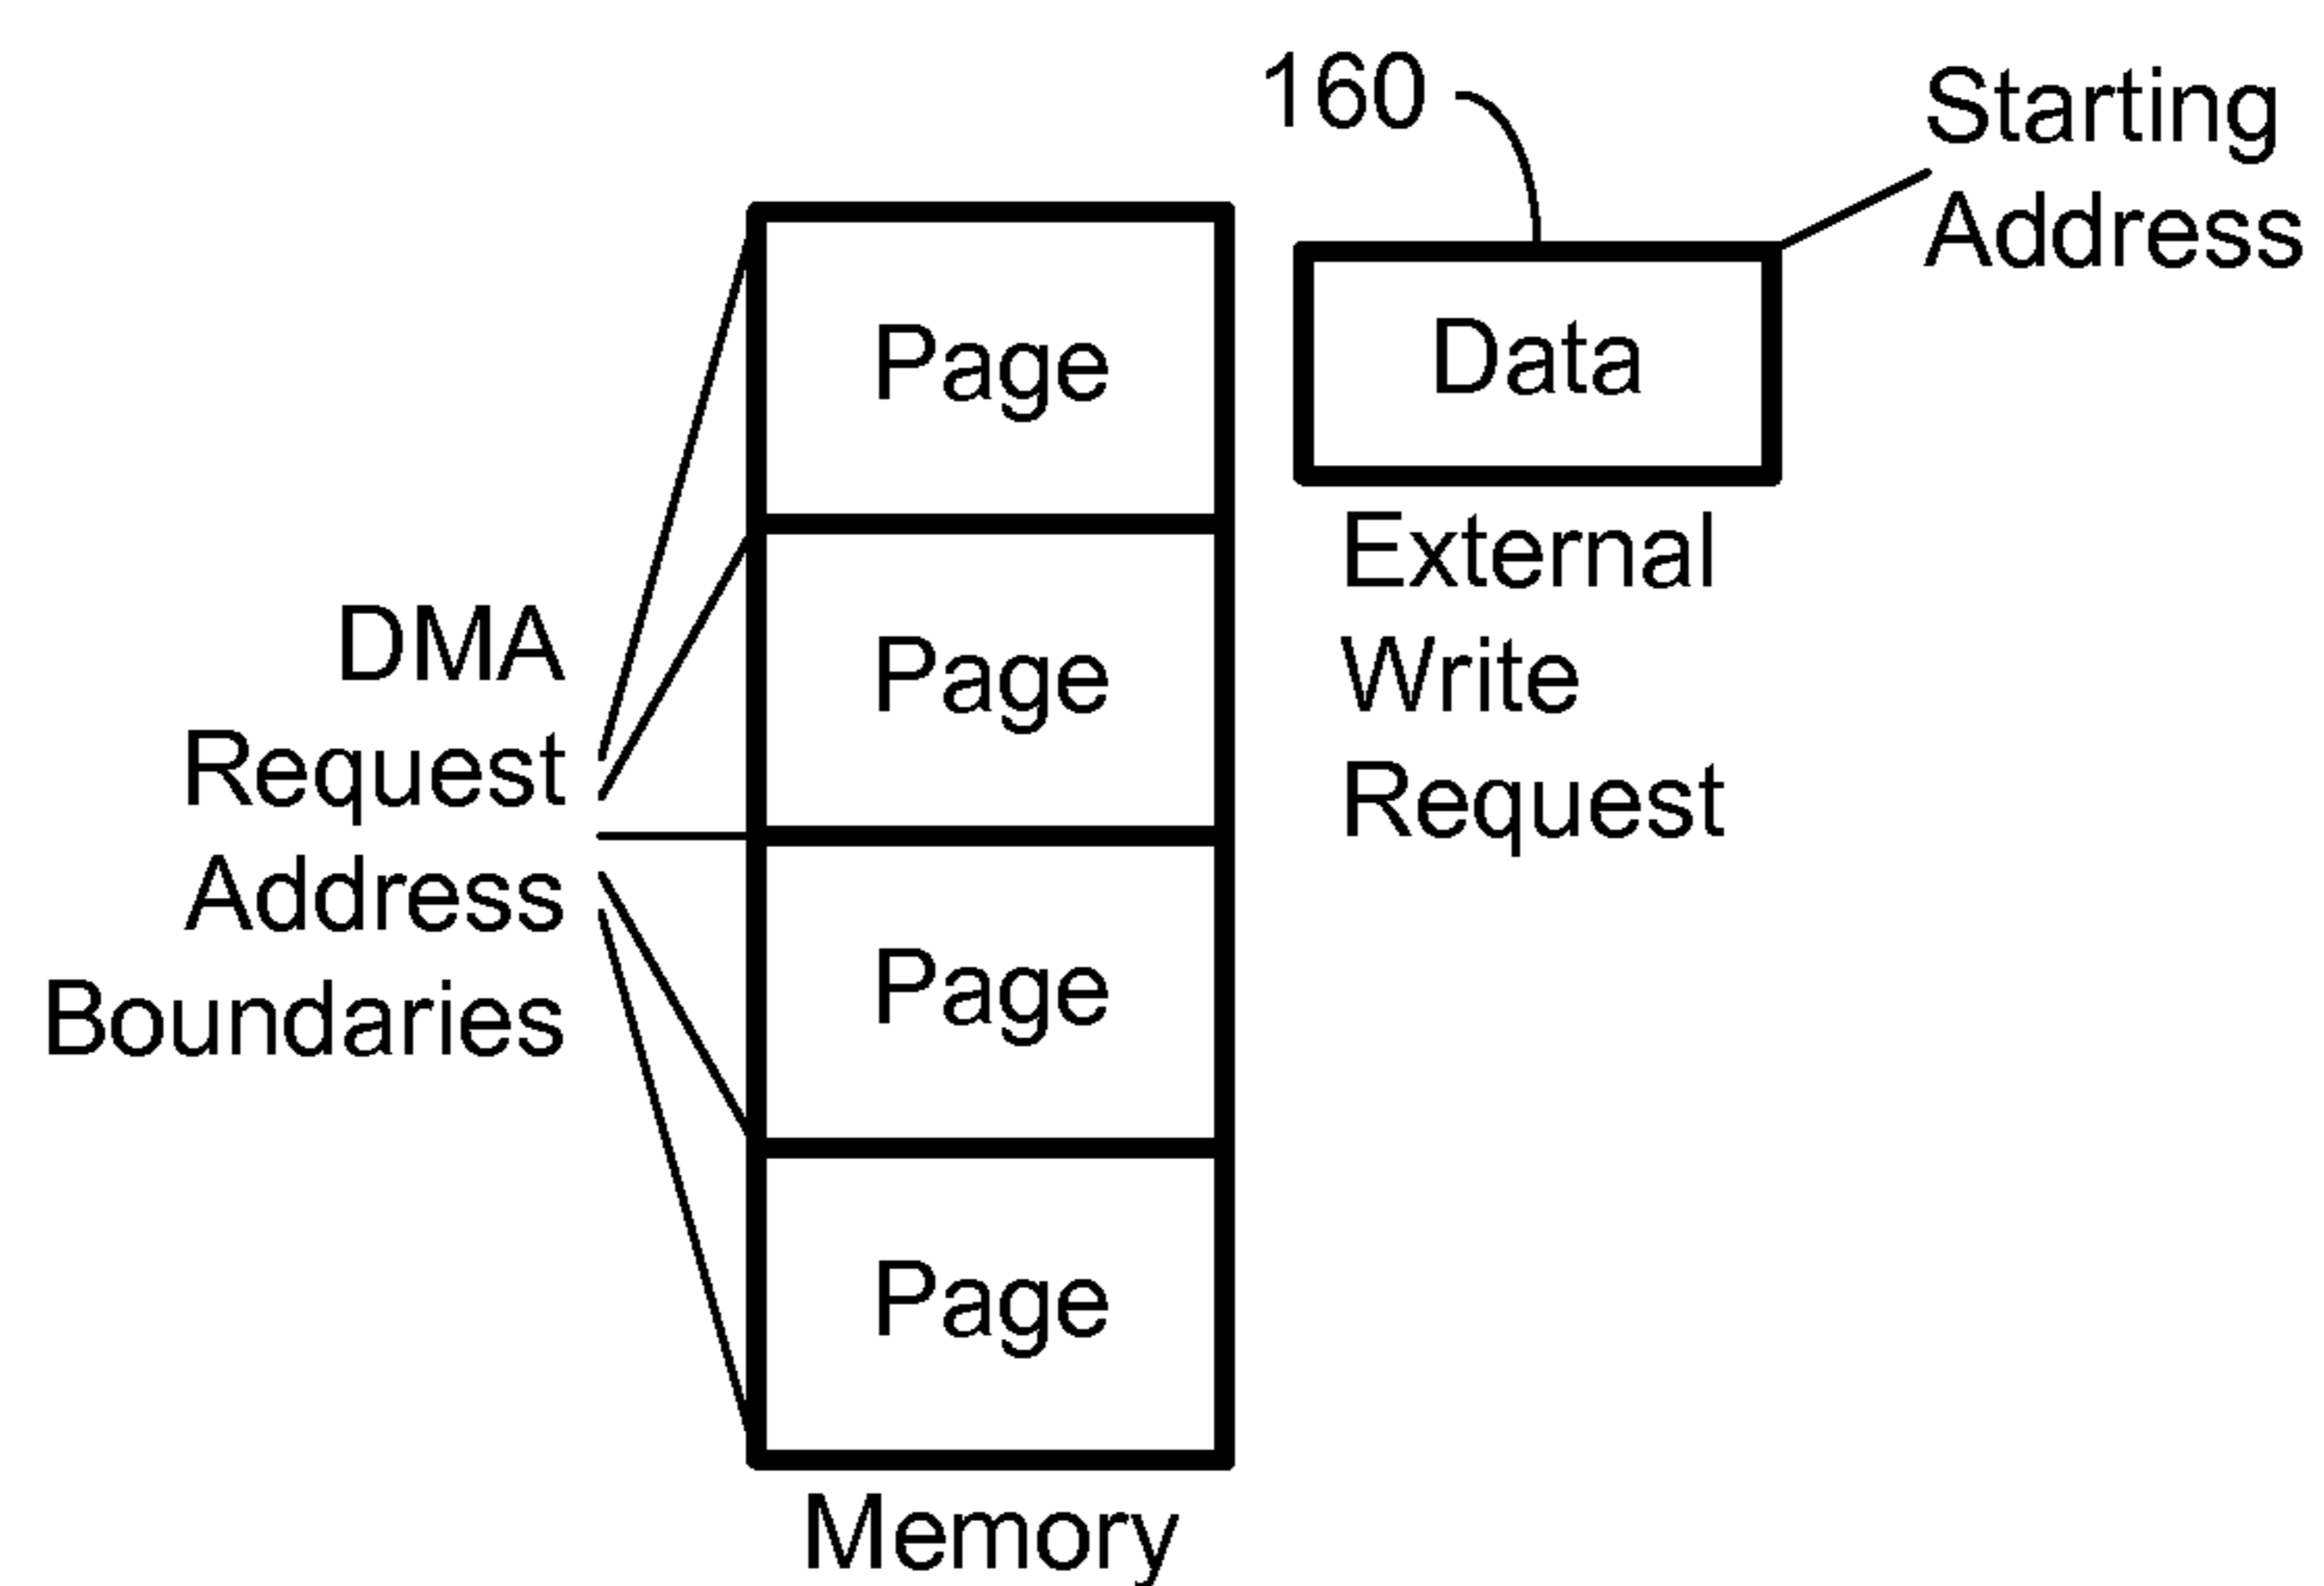 160
Starting
Address
Page
Data
External
Write
Request
DMA
Request
Address
Boundaries
Page
Page
Page
Memory